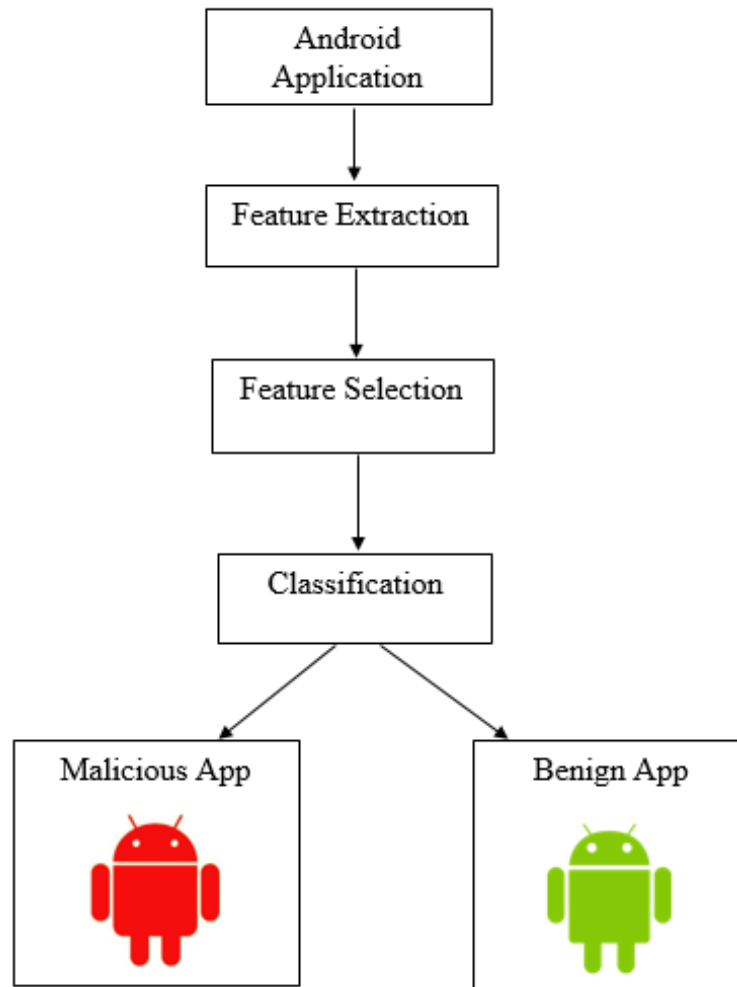 Android
Application
Feature Extraction
Feature Selection
Classification
Malicious App
Benign App